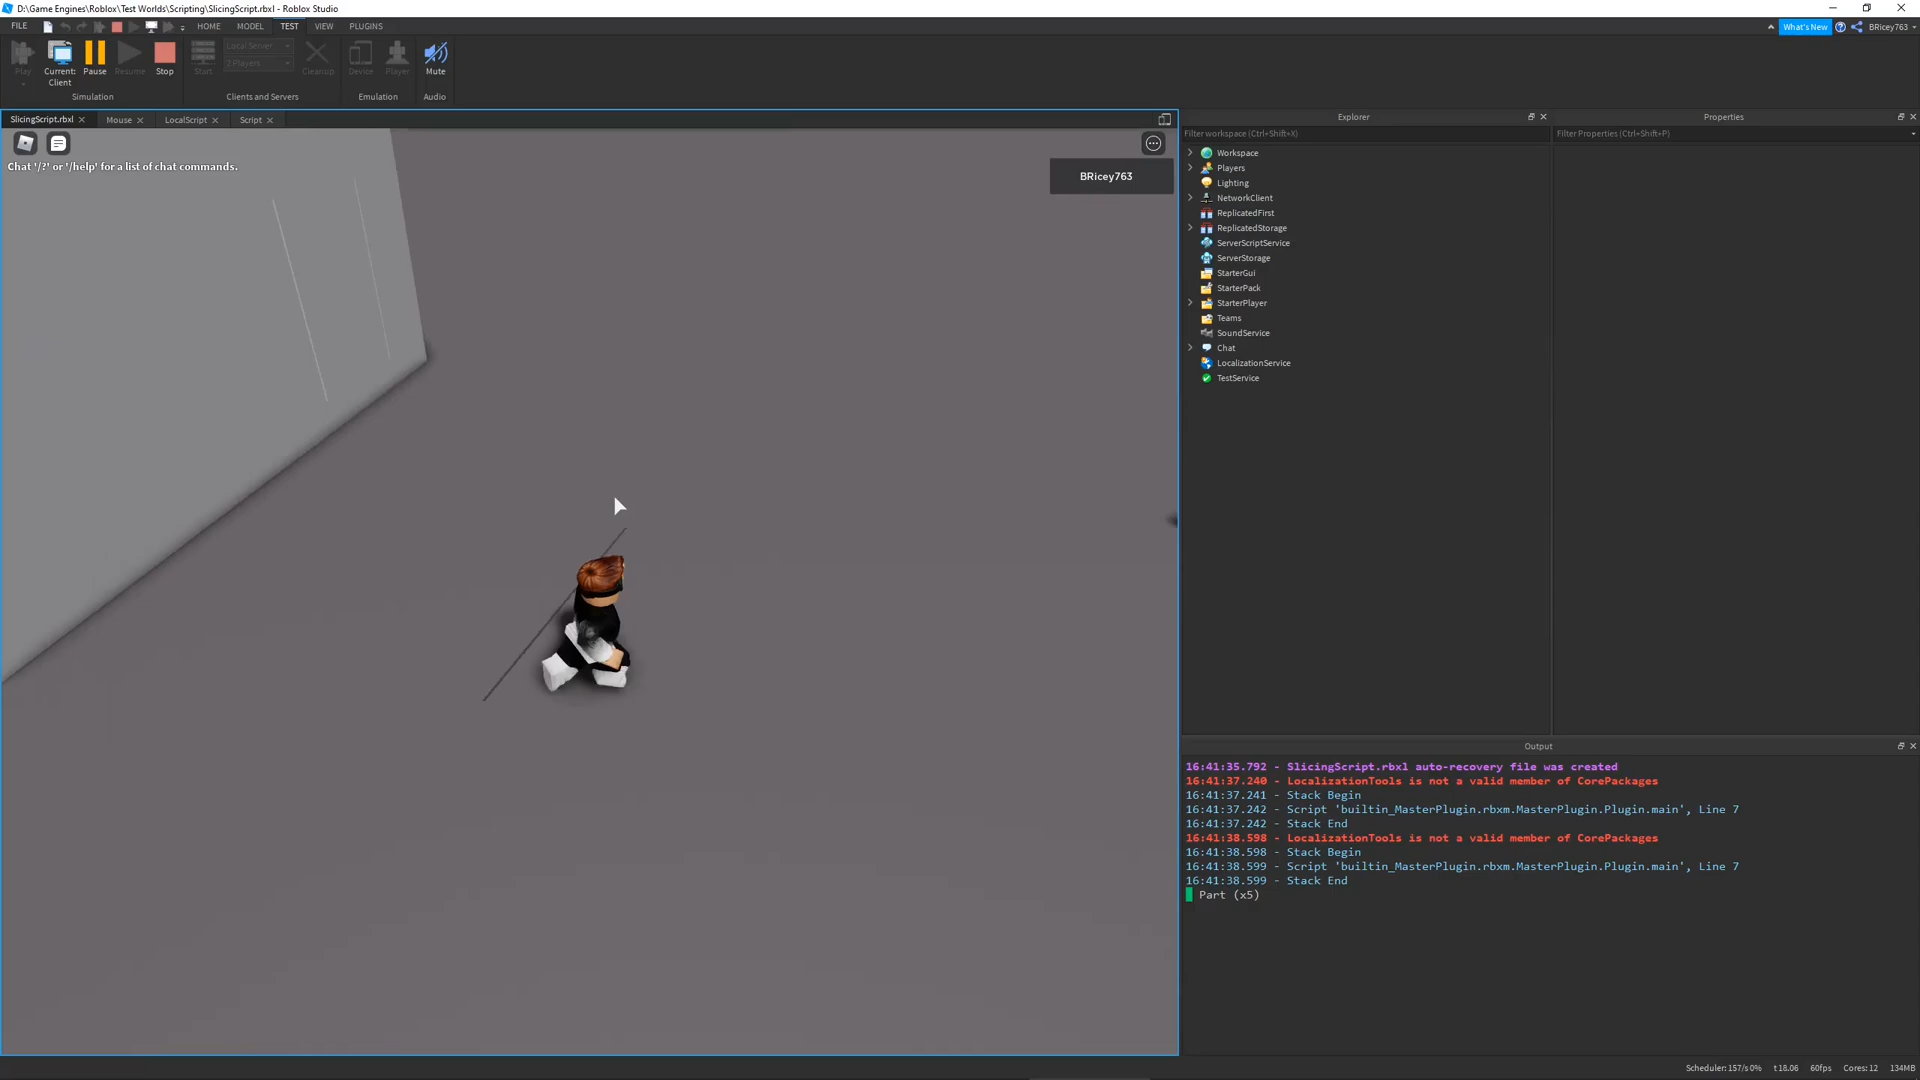 D:\Game Engines\Roblox\Test Worlds\Scripting\SlicingScript.rbxl - Roblox Studio
FILE HOME MODEL TEST VIEW PLUGINS What's New BRicey763
Play Current: Client Pause Resume Stop Start Local Server 2 Players Cleanup Device Player Mute
Simulation Clients and Servers Emulation Audio
SlicingScript.rbxl Mouse LocalScript Script
Chat '/?' or '/help' for a list of chat commands.
BRicey763
Explorer
Filter workspace (Ctrl+Shift+X)
Workspace
Players
Lighting
NetworkClient
ReplicatedFirst
ReplicatedStorage
ServerScriptService
ServerStorage
StarterGui
StarterPack
StarterPlayer
Teams
SoundService
Chat
LocalizationService
TestService
Properties
Filter Properties (Ctrl+Shift+P)
Output
16:41:35.792 - SlicingScript.rbxl auto-recovery file was created
16:41:37.240 - LocalizationTools is not a valid member of CorePackages
16:41:37.241 - Stack Begin
16:41:37.242 - Script 'builtin_MasterPlugin.rbxm.MasterPlugin.Plugin.main', Line 7
16:41:37.242 - Stack End
16:41:38.598 - LocalizationTools is not a valid member of CorePackages
16:41:38.598 - Stack Begin
16:41:38.599 - Script 'builtin_MasterPlugin.rbxm.MasterPlugin.Plugin.main', Line 7
16:41:38.599 - Stack End
Part (x5)
Scheduler: 157/s 0% t 18.06 60fps Cores: 12 134MB